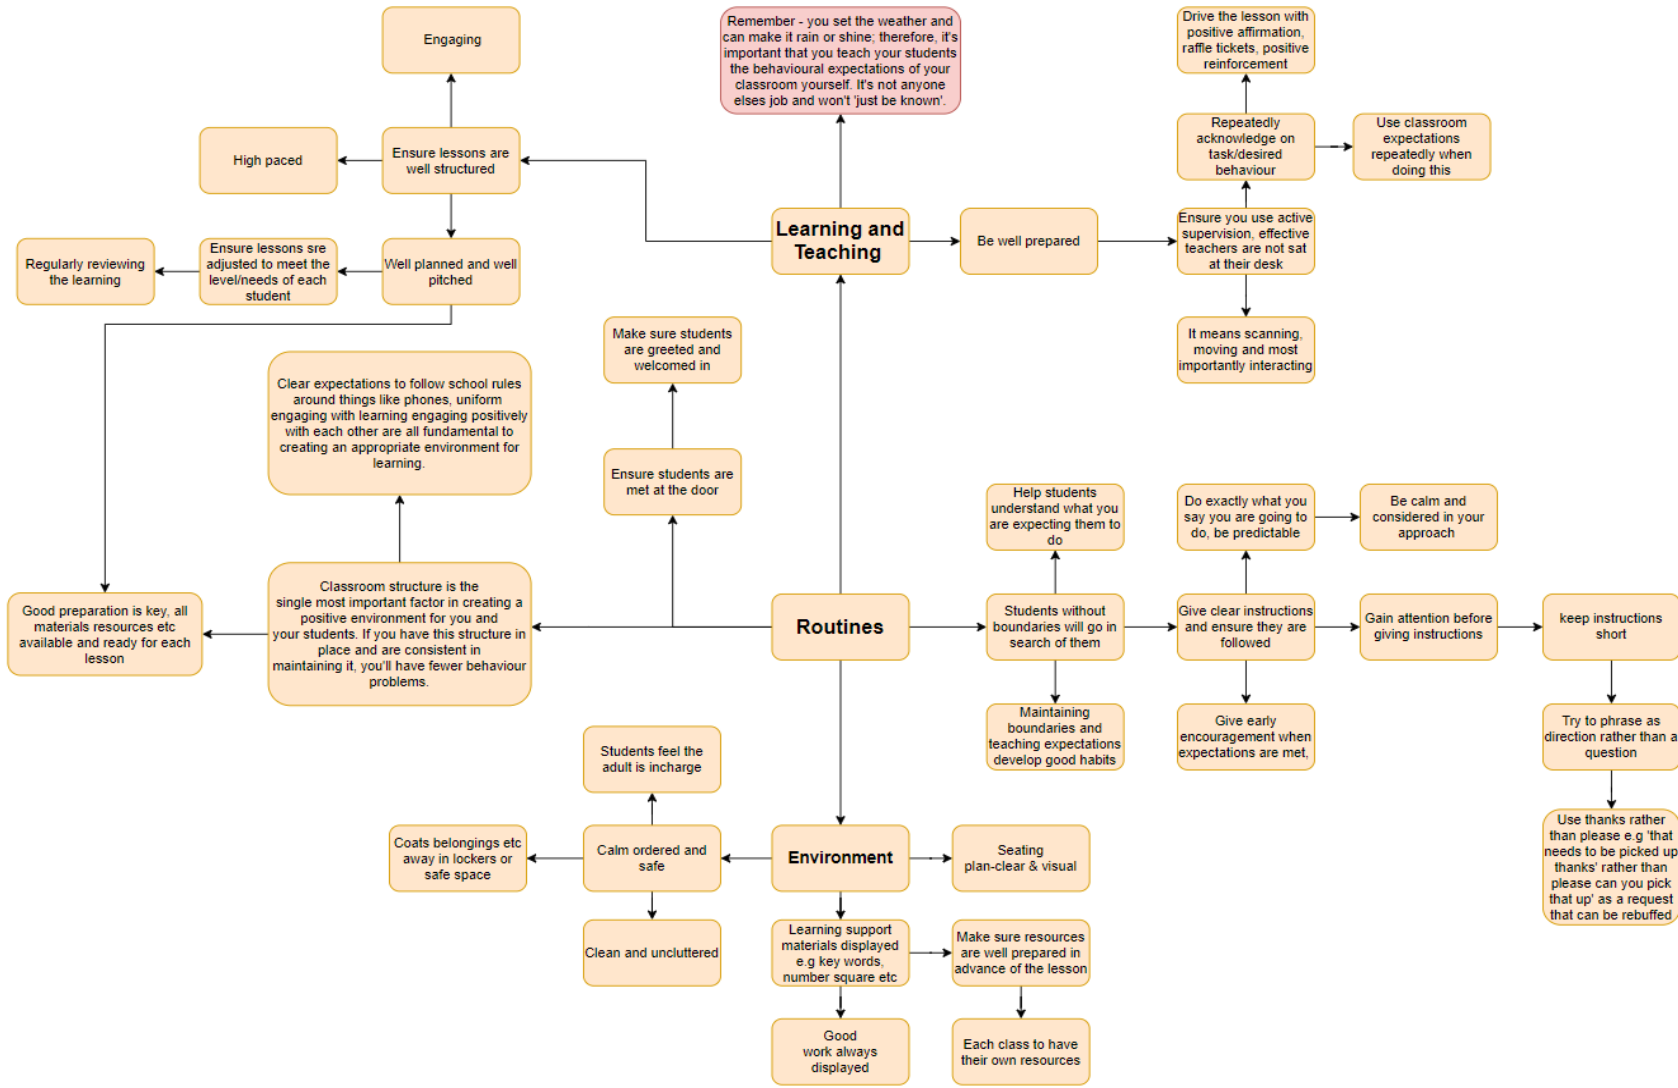 Engaging
Remember - you set the weather and
can make it rain or shine; therefore, it's
important that you teach your students
the behavioural expectations of your
classroom yourself. It's not anyone
elses job and won't 'just be known'.
Drive the lesson with
positive affirmation,
raffle tickets, positive
reinforcement
High paced
Ensure lessons are
well structured
Repeatedly
acknowledge on
task/desired
behaviour
Use classroom
expectations
repeatedly when
doing this
Regularly reviewing
the learning
Ensure lessons sre
adjusted to meet the
level/needs of each
student
Well planned and well
pitched
Learning and
Teaching
Be well prepared
Ensure you use active
supervision, effective
teachers are not sat
at their desk
Make sure students
are greeted and
welcomed in
It means scanning,
moving and most
importantly interacting
Clear expectations to follow school rules
around things like phones, uniform
engaging with learning engaging positively
with each other are all fundamental to
creating an appropriate environment for
learning.
Ensure students are
met at the door
Help students
understand what you
are expecting them to
do
Do exactly what you
say you are going to
do, be predictable
Be calm and
considered in your
approach
Good preparation is key, all
materials resources etc
available and ready for each
lesson
Classroom structure is the
single most important factor in creating a
positive environment for you and
your students. If you have this structure in
place and are consistent in
maintaining it, you'll have fewer behaviour
problems.
Routines
Students without
boundaries will go in
search of them
Give clear instructions
and ensure they are
followed
Gain attention before
giving instructions
keep instructions
short
Maintaining
boundaries and
teaching expectations
develop good habits
Give early
encouragement when
expectations are met,
Try to phrase as
direction rather than a
question
Students feel the
adult is incharge
Coats belongings etc
away in lockers or
safe space
Calm ordered and
safe
Environment
Seating
plan-clear & visual
Use thanks rather
than please e.g 'that
needs to be picked up
thanks' rather than
please can you pick
that up' as a request
that can be rebuffed
Clean and uncluttered
Learning support
materials displayed
e.g key words,
number square etc
Make sure resources
are well prepared in
advance of the lesson
Good
work always
displayed
Each class to have
their own resources